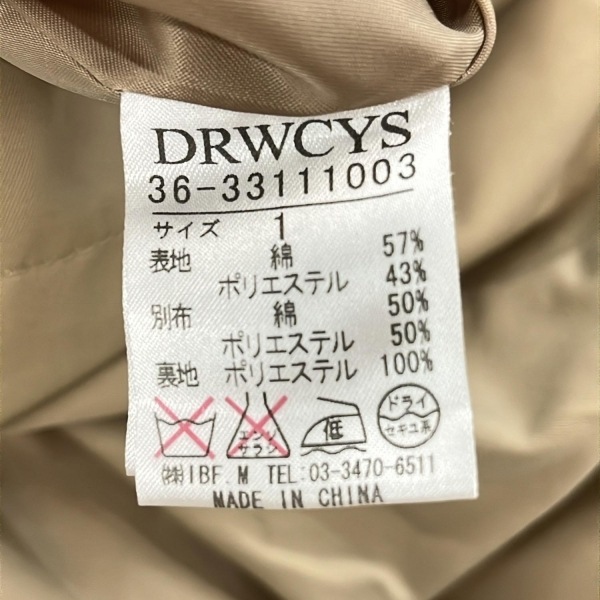 DRWCYS
36-33111003
サイズ 1
表地 綿 57%
ポリエステル 43%
別布 綿 50%
ポリエステル 50%
裏地 ポリエステル 100%
エンソ サラシ 低 ドライ セキユ系
㈱IBF.M TEL:03-3470-6511
MADE IN CHINA